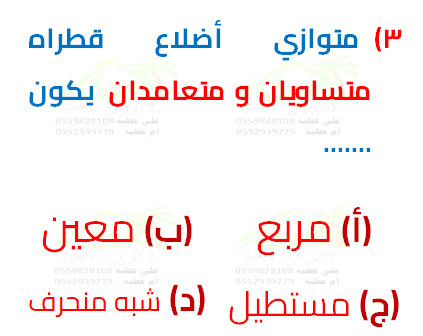 ٣) متوازي أضلاع قطراه
متساويان و متعامدان يكون
.......
علي عطية 0559828108
أم عطية 0552939779
علي عطية 0559828108
أم عطية 0552939779
(أ) مربع (ب) معين
علي عطية 0559828108
أم عطية 0552939779
علي عطية 0559828108
أم عطية 0552939779
(ج) مستطيل (د) شبه منحرف